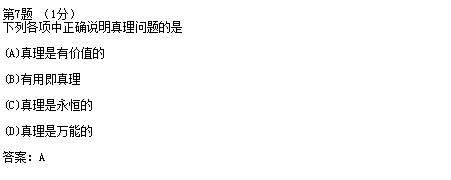 第7题 （1分）
下列各项中正确说明真理问题的是
(A)真理是有价值的
(B)有用即真理
(C)真理是永恒的
(D)真理是万能的
答案：A